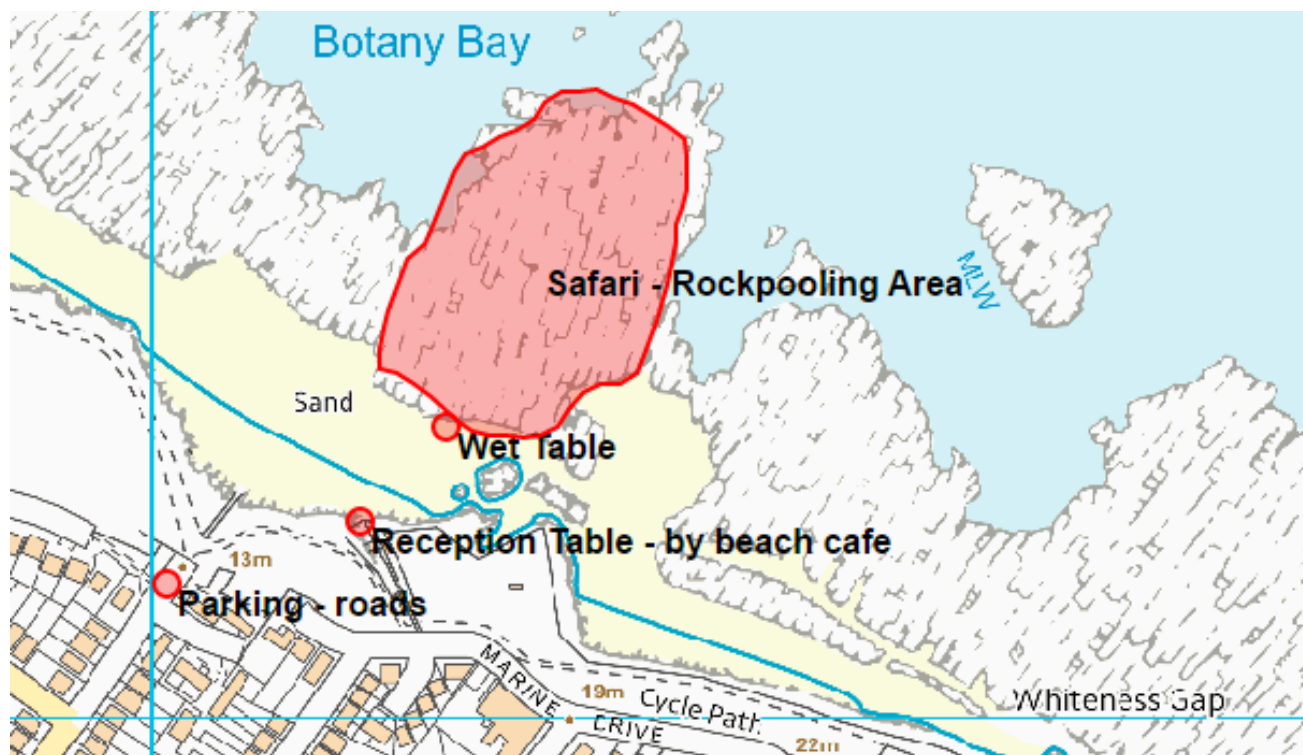 Botany Bay
Safari - Rockpooling Area
MLW
Sand
Wet Table
Reception Table - by beach cafe
13m
Parking - roads
MARINE
DRIVE
19m
Cycle Path
Whiteness Gap
22m